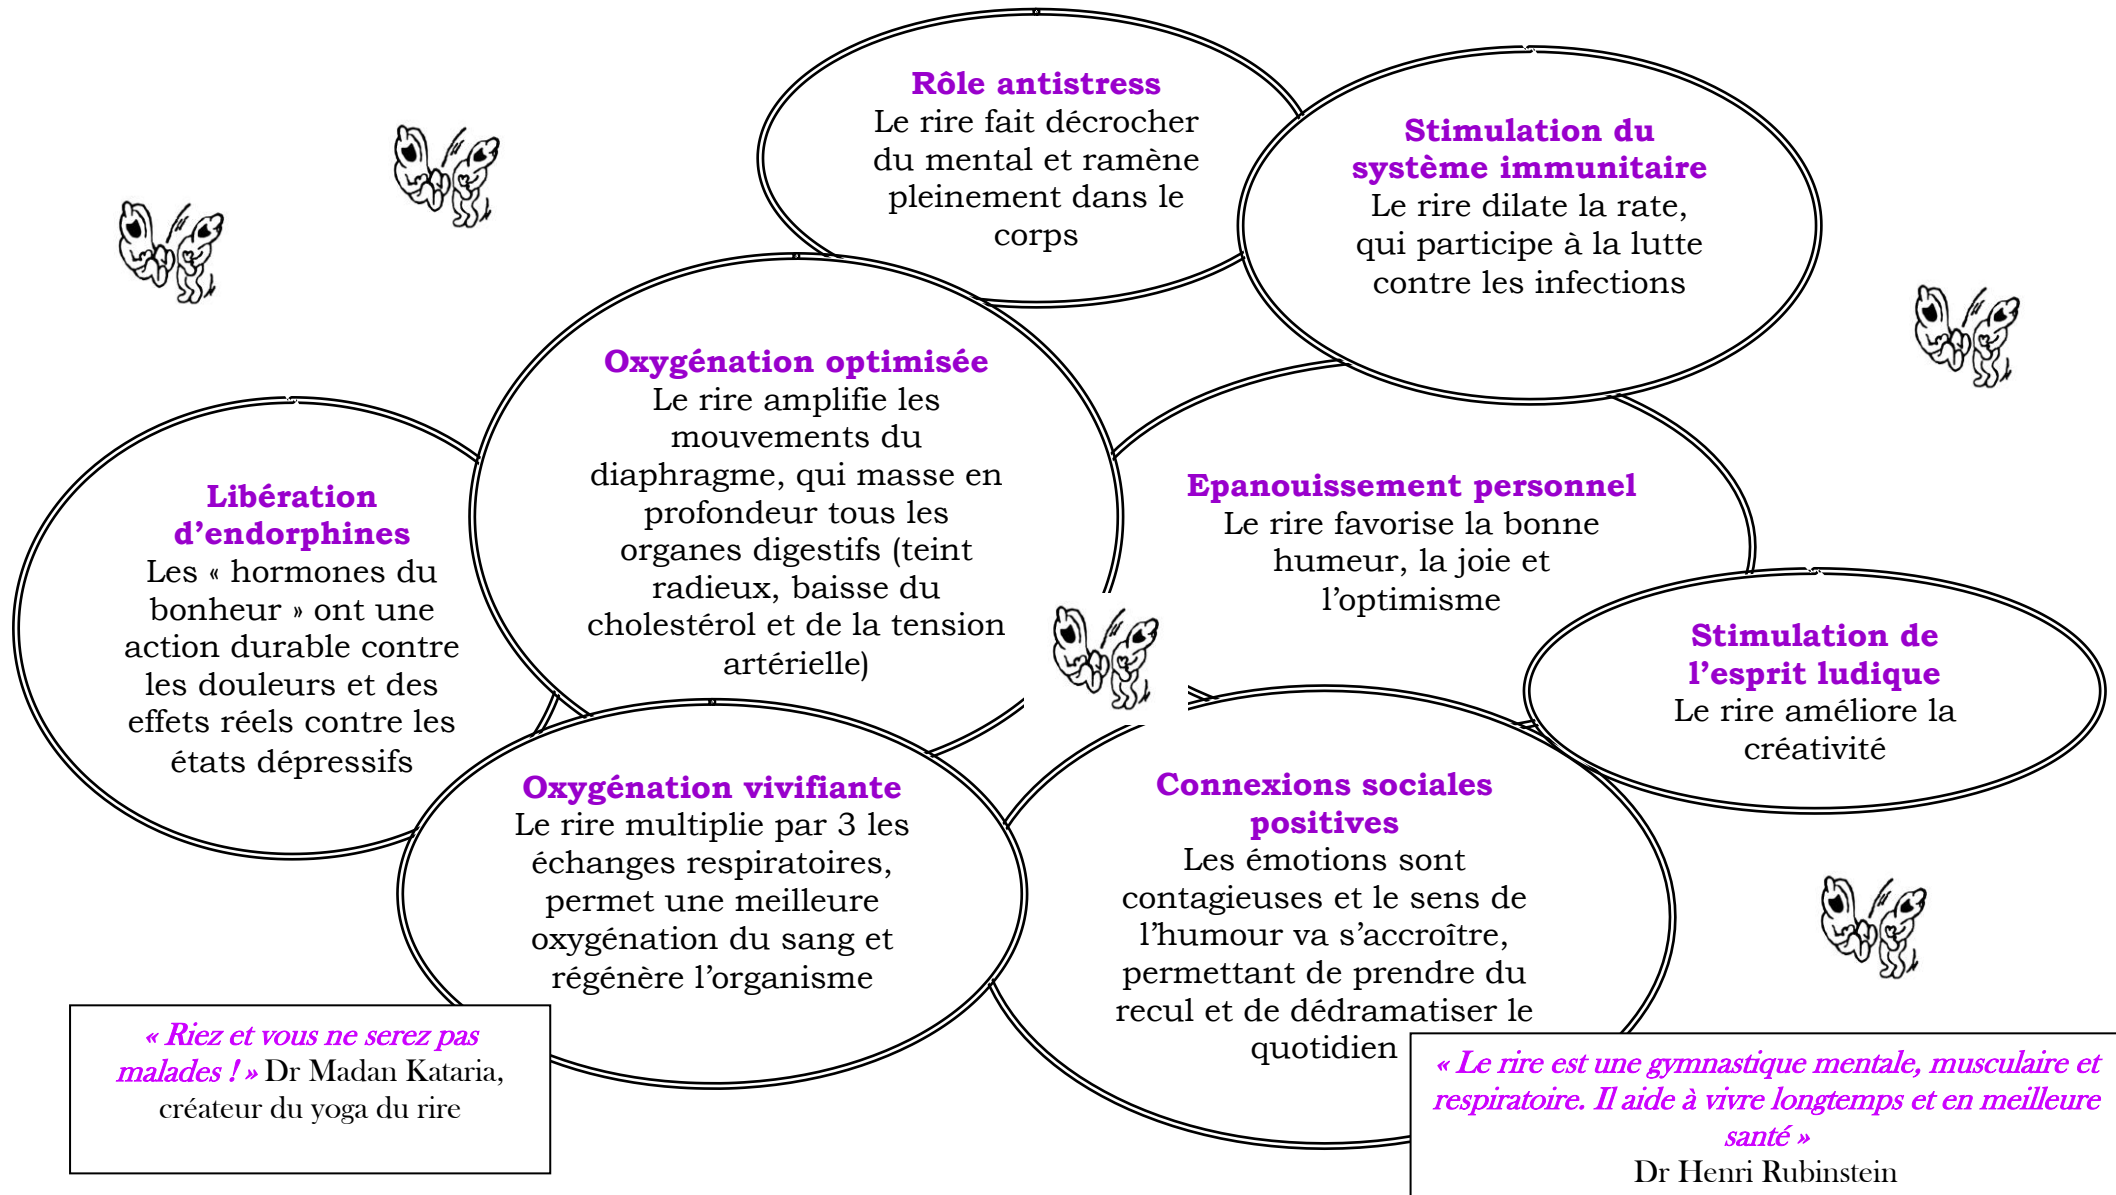 Rôle antistress
Le rire fait décrocher
du mental et ramène
pleinement dans le
corps
Stimulation du
système immunitaire
Le rire dilate la rate,
qui participe à la lutte
contre les infections
Oxygénation optimisée
Le rire amplifie les
mouvements du
diaphragme, qui masse en
profondeur tous les
organes digestifs (teint
radieux, baisse du
cholestérol et de la tension
artérielle)
Libération
d’endorphines
Les « hormones du
bonheur » ont une
action durable contre
les douleurs et des
effets réels contre les
états dépressifs
Epanouissement personnel
Le rire favorise la bonne
humeur, la joie et
l’optimisme
Stimulation de
l’esprit ludique
Le rire améliore la
créativité
Oxygénation vivifiante
Le rire multiplie par 3 les
échanges respiratoires,
permet une meilleure
oxygénation du sang et
régénère l’organisme
Connexions sociales
positives
Les émotions sont
contagieuses et le sens de
l’humour va s’accroître,
permettant de prendre du
recul et de dédramatiser le
quotidien
« Riez et vous ne serez pas
malades ! » Dr Madan Kataria,
créateur du yoga du rire
« Le rire est une gymnastique mentale, musculaire et
respiratoire. Il aide à vivre longtemps et en meilleure
santé »
Dr Henri Rubinstein